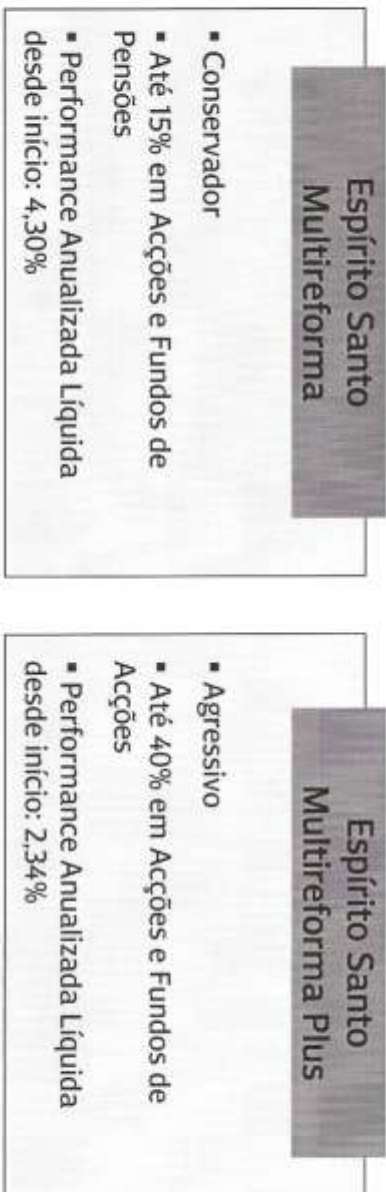 Espírito Santo
Multireforma
▪ Conservador
▪ Até 15% em Acções e Fundos de
Pensões
▪ Performance Anualizada Líquida
desde início: 4,30%
Espírito Santo
Multireforma Plus
▪ Agressivo
▪ Até 40% em Acções e Fundos de
Acções
▪ Performance Anualizada Líquida
desde início: 2,34%